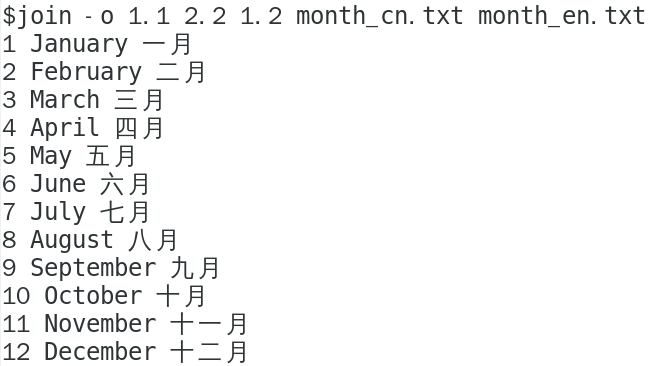 $join -o 1.1 2.2 1.2 month_cn.txt month_en.txt
1 January 一月
2 February 二月
3 March 三月
4 April 四月
5 May 五月
6 June 六月
7 July 七月
8 August 八月
9 September 九月
10 October 十月
11 November 十一月
12 December 十二月